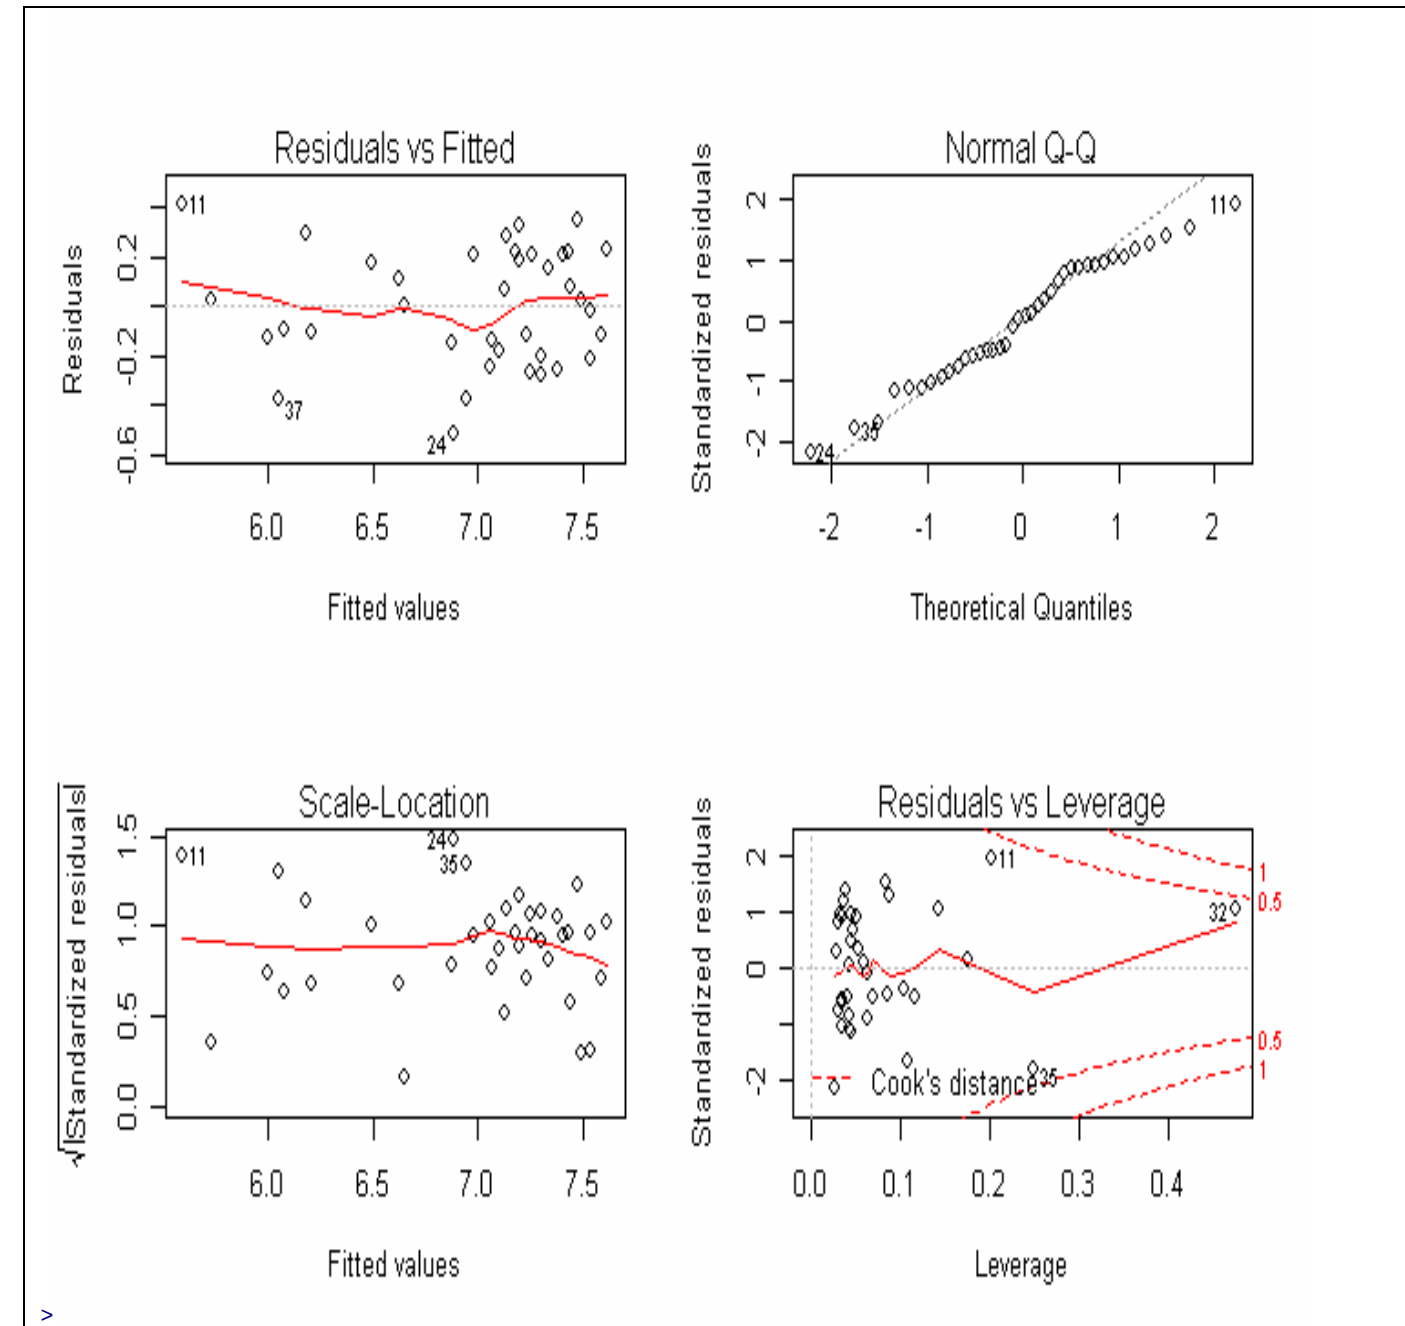 Residuals vs Fitted
Residuals
-0.6 -0.2 0.2
11
37
24
6.0 6.5 7.0 7.5
Fitted values
Normal Q-Q
Standardized residuals
-2 -1 0 1 2
11
35
24
-2 -1 0 1 2
Theoretical Quantiles
Scale-Location
√|Standardized residuals|
0.0 0.5 1.0 1.5
11
24
35
6.0 6.5 7.0 7.5
Fitted values
Residuals vs Leverage
Standardized residuals
-2 -1 0 1 2
11
32
35
1
0.5
0.5
1
Cook's distance
0.0 0.1 0.2 0.3 0.4
Leverage
>